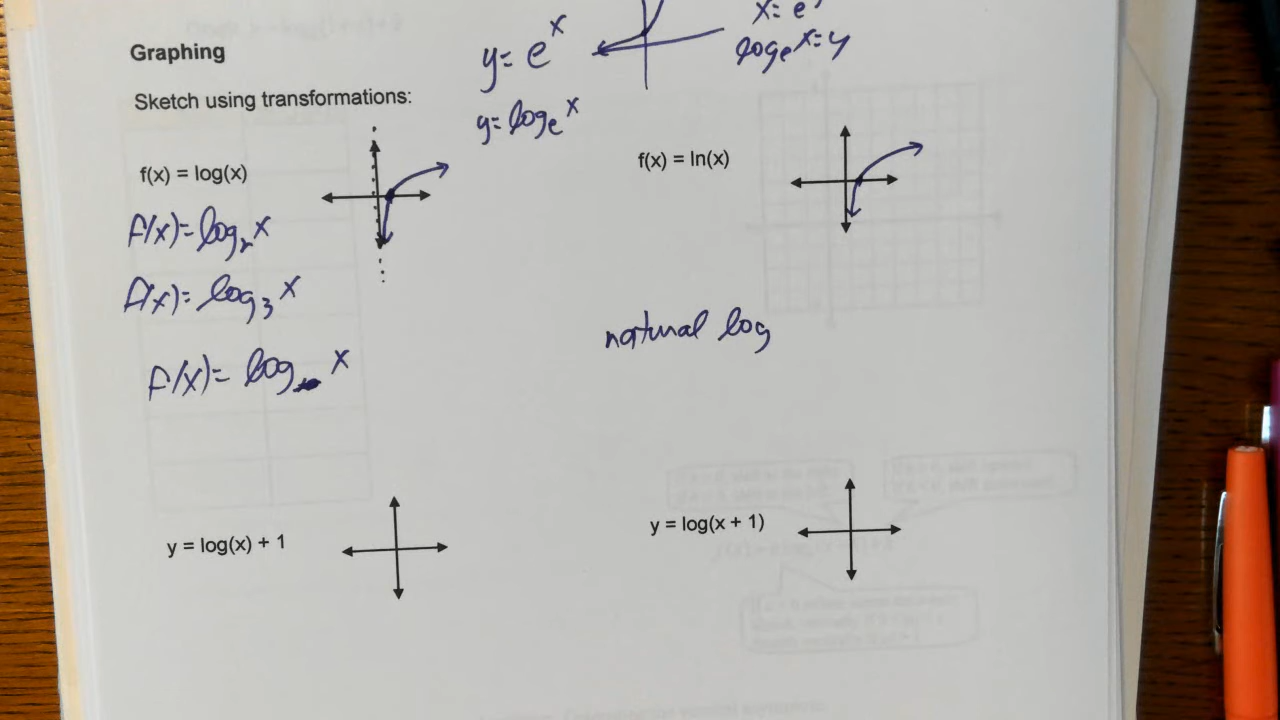 Graphing
y = e^x
x = e^y
log_e x = y
Sketch using transformations:
y = log_e x
f(x) = log(x)
f(x) = ln(x)
f(x) = log_2 x
f(x) = log_3 x
natural log
f(x) = log x
y = log(x) + 1
y = log(x + 1)